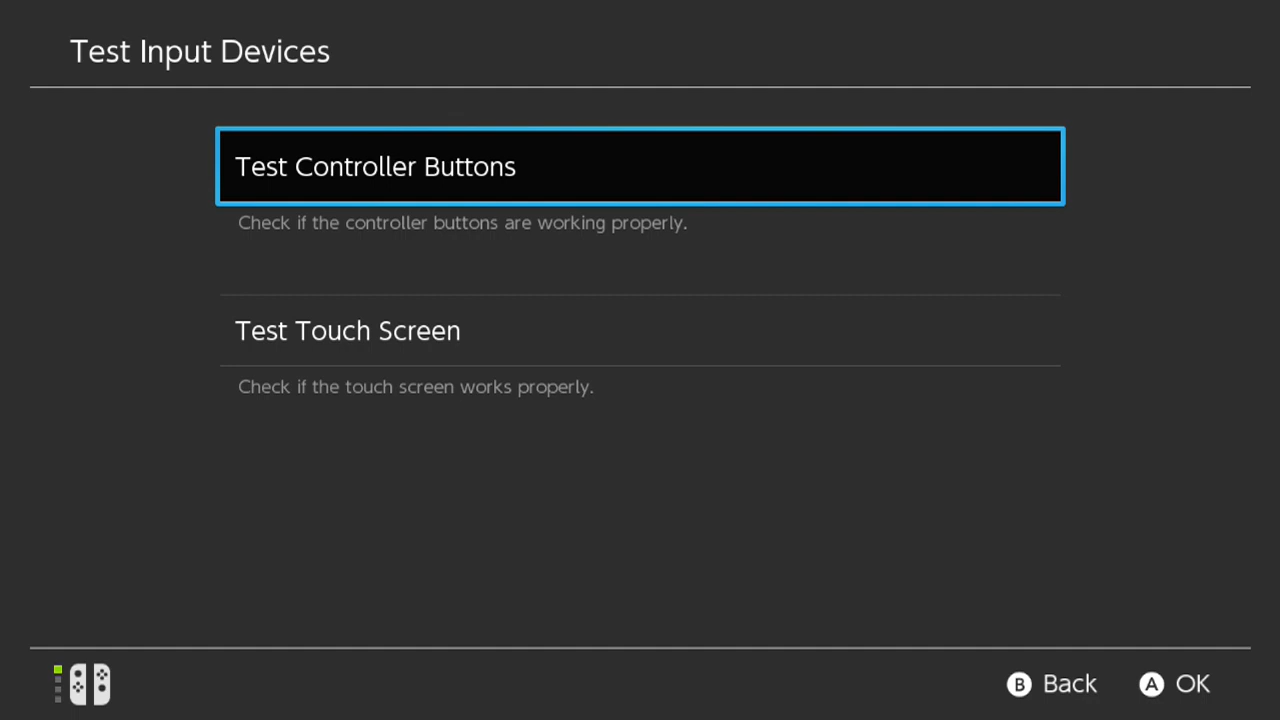 Test Input Devices
Test Controller Buttons
Check if the controller buttons are working properly.
Test Touch Screen
Check if the touch screen works properly.
B Back A OK